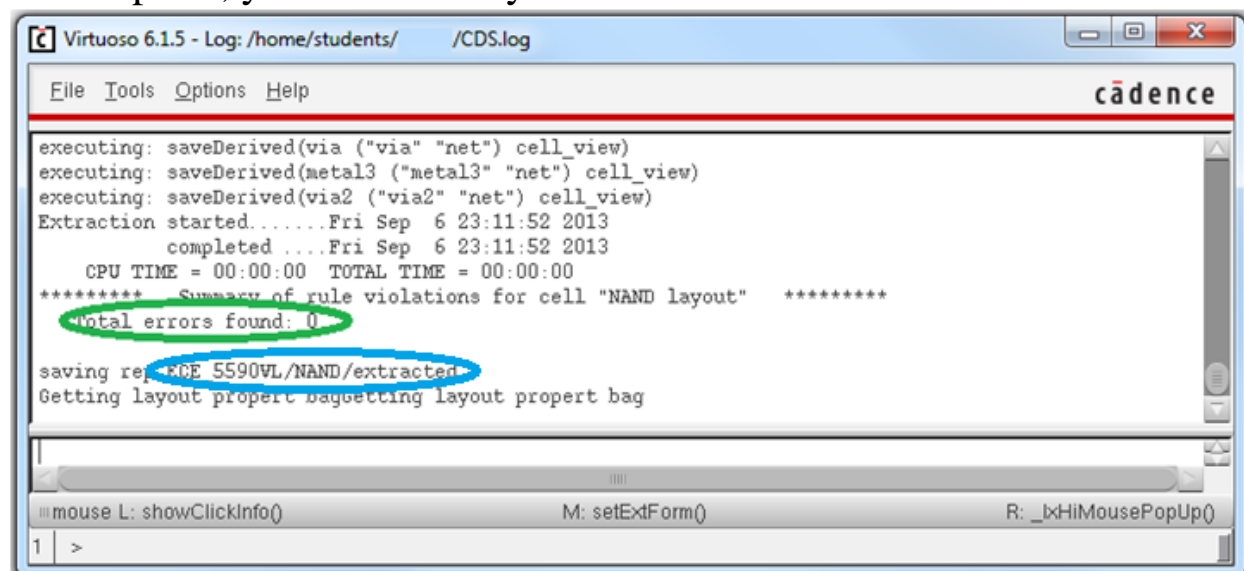 Virtuoso 6.1.5 - Log: /home/students/ /CDS.log
File Tools Options Help
cādence
executing: saveDerived(via ("via" "net") cell_view)
executing: saveDerived(metal3 ("metal3" "net") cell_view)
executing: saveDerived(via2 ("via2" "net") cell_view)
Extraction started.......Fri Sep 6 23:11:52 2013
completed ....Fri Sep 6 23:11:52 2013
CPU TIME = 00:00:00 TOTAL TIME = 00:00:00
********* Summary of rule violations for cell "NAND layout" *********
Total errors found: 0
saving rep ECE 5590VL/NAND/extracted
Getting layout propert bagGetting layout propert bag
mouse L: showClickInfo() M: setExtForm() R: _lxHiMousePopUp()
1 >